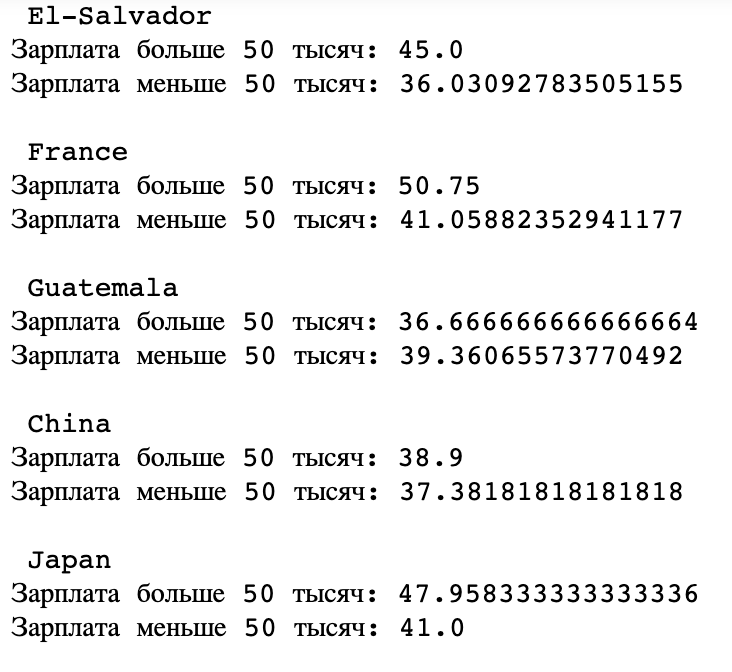 El-Salvador
Зарплата больше 50 тысяч: 45.0
Зарплата меньше 50 тысяч: 36.03092783505155
France
Зарплата больше 50 тысяч: 50.75
Зарплата меньше 50 тысяч: 41.05882352941177
Guatemala
Зарплата больше 50 тысяч: 36.666666666666664
Зарплата меньше 50 тысяч: 39.36065573770492
China
Зарплата больше 50 тысяч: 38.9
Зарплата меньше 50 тысяч: 37.38181818181818
Japan
Зарплата больше 50 тысяч: 47.958333333333336
Зарплата меньше 50 тысяч: 41.0